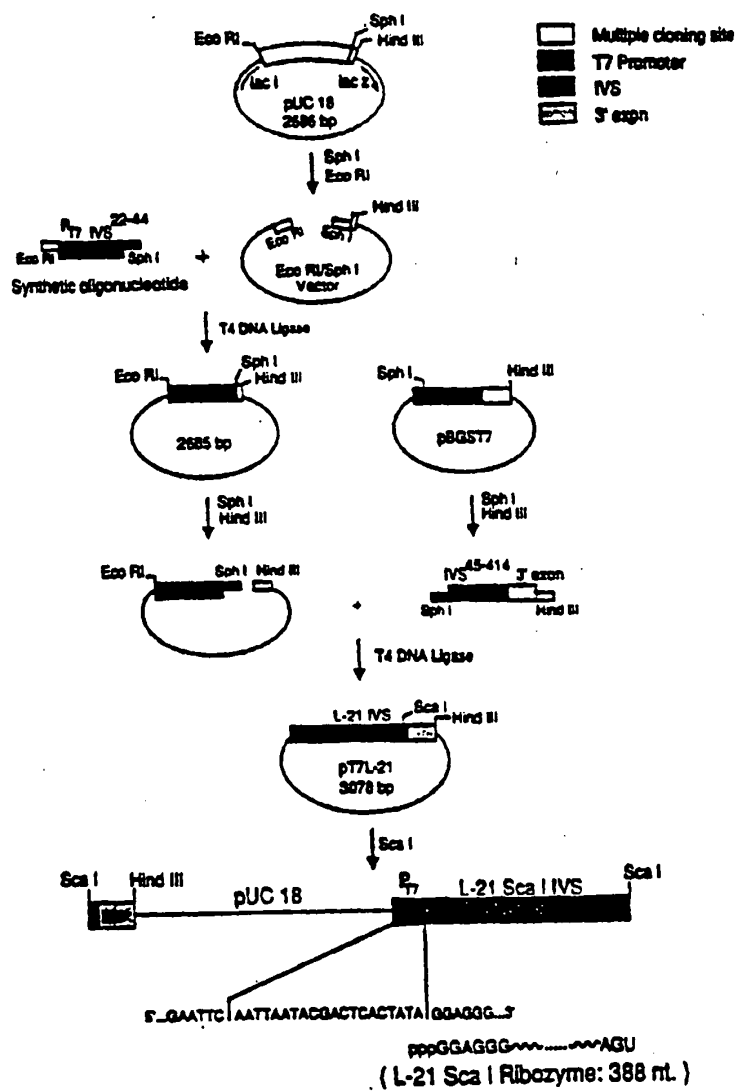 Sph I
Eco RI Hind III
lac i lac z
pUC 18
2686 bp
Multiple cloning site
T7 Promoter
IVS
3' exon
Sph I
Eco RI
P T7 IVS 22-44
Eco RI Sph I
Synthetic oligonucleotide
+
Hind III
Eco RI Sph I
Eco RI/Sph I
Vector
T4 DNA Ligase
Sph I
Eco RI Hind III
2685 bp
Sph I Hind III
pBGST7
Sph I
Hind III
Sph I
Hind III
Eco RI Sph I Hind III
+
IVS 45-414 3' exon
Sph I Hind III
T4 DNA Ligase
L-21 IVS Sca I
Hind III
pT7L-21
3078 bp
Sca I
Sca I Hind III pUC 18 P T7 L-21 Sca I IVS Sca I
5'...GAATTC AATTAATACGACTCACTATA GGAGGG...3'
pppGGAGGG......AGU
( L-21 Sca I Ribozyme: 388 nt. )